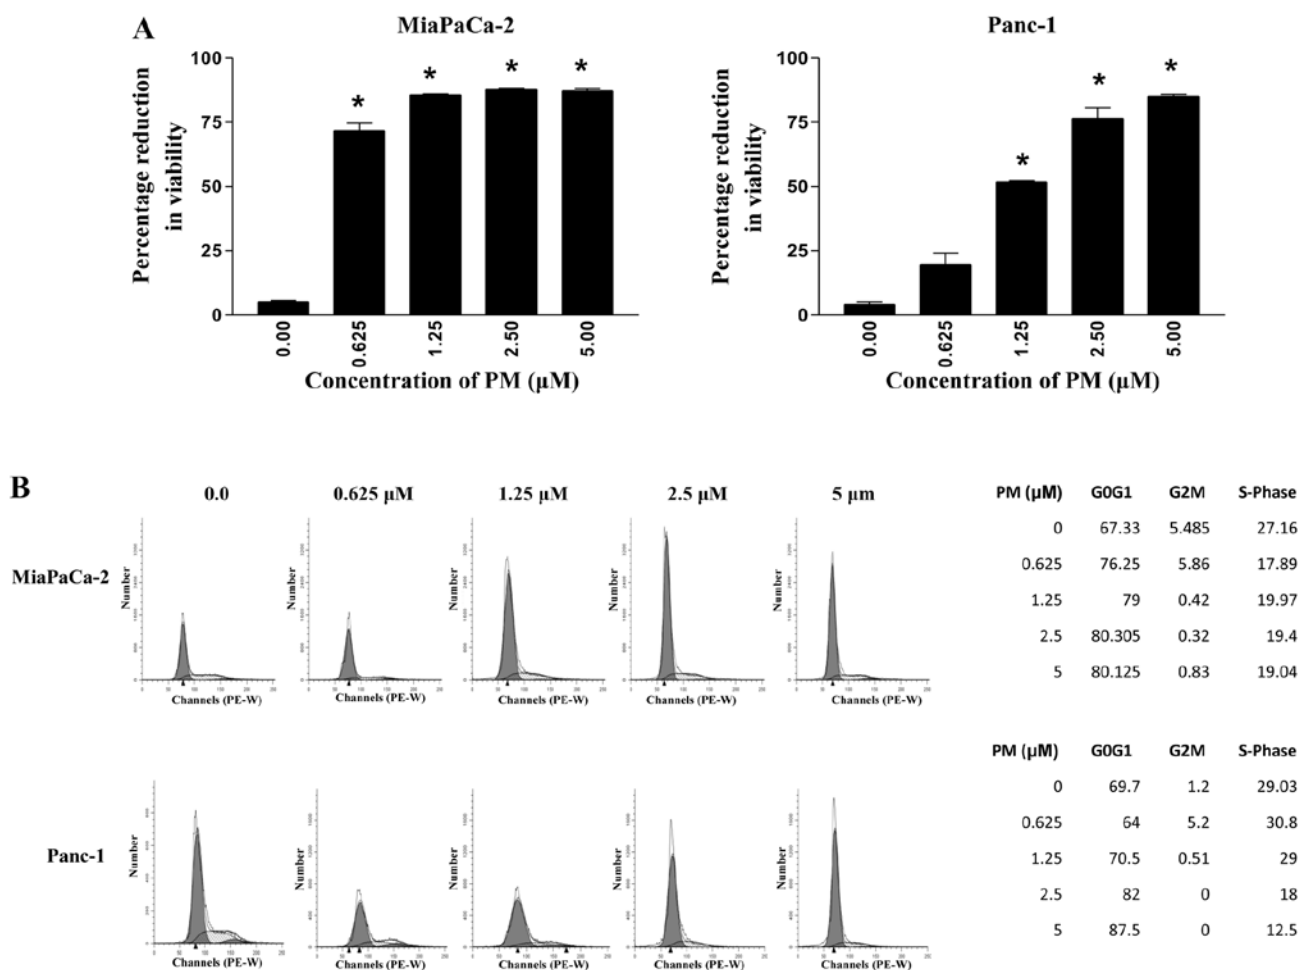 A
MiaPaCa-2
Panc-1
Percentage reduction
in viability
100
75
50
25
0
* * * *
0.00 0.625 1.25 2.50 5.00
Concentration of PM (µM)
Percentage reduction
in viability
100
75
50
25
0
* * *
0.00 0.625 1.25 2.50 5.00
Concentration of PM (µM)
B
0.0 0.625 µM 1.25 µM 2.5 µM 5 µm
MiaPaCa-2
Number Number Number Number Number
Channels (PE-W) Channels (PE-W) Channels (PE-W) Channels (PE-W) Channels (PE-W)
PM (µM) G0G1 G2M S-Phase
0 67.33 5.485 27.16
0.625 76.25 5.86 17.89
1.25 79 0.42 19.97
2.5 80.305 0.32 19.4
5 80.125 0.83 19.04
Panc-1
Number Number Number Number Number
Channels (PE-W) Channels (PE-W) Channels (PE-W) Channels (PE-W) Channels (PE-W)
PM (µM) G0G1 G2M S-Phase
0 69.7 1.2 29.03
0.625 64 5.2 30.8
1.25 70.5 0.51 29
2.5 82 0 18
5 87.5 0 12.5